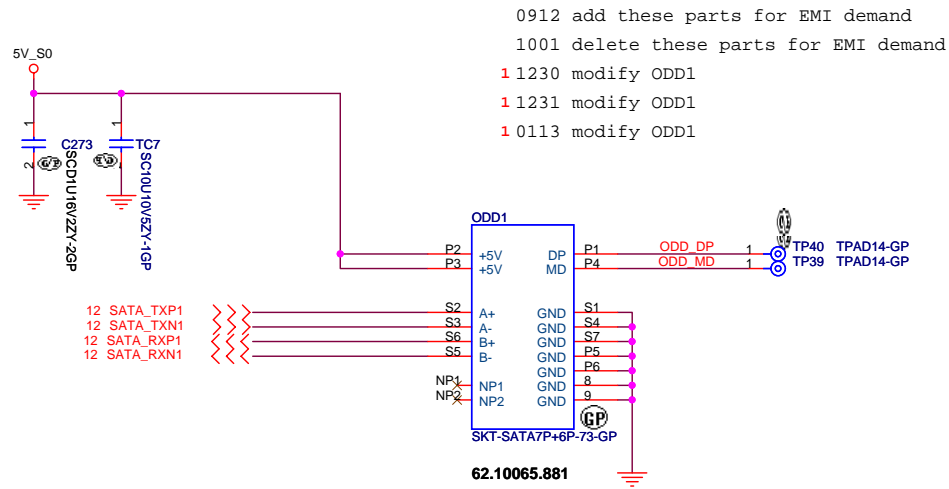 0912 add these parts for EMI demand
1001 delete these parts for EMI demand
1 1230 modify ODD1
1 1231 modify ODD1
1 0113 modify ODD1
5V_S0
1
1
C273
TC7
2
SCD1U16V2ZY-2GP
SC10U10V5ZY-1GP
ODD1
P2 +5V DP P1 ODD_DP 1 TP40 TPAD14-GP
P3 +5V MD P4 ODD_MD 1 TP39 TPAD14-GP
12 SATA_TXP1 S2 A+ GND S1
12 SATA_TXN1 S3 A- GND S4
12 SATA_RXP1 S6 B+ GND S7
12 SATA_RXN1 S5 B- GND P5
GND P6
NP1 NP1 GND 8
NP2 NP2 GND 9
GP
SKT-SATA7P+6P-73-GP
62.10065.881